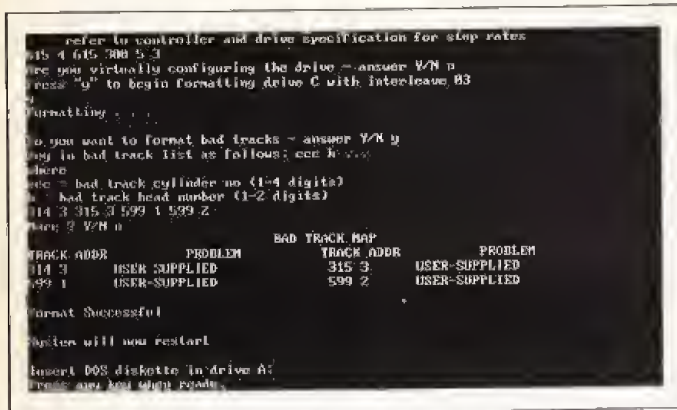 refer to controller and drive specification for step rates
615 4 615 300 5 3
Are you virtually configuring the drive - answer Y/N n
Press "y" to begin formatting drive C with interleave 03
y
Formatting . . .
Do you want to format bad tracks - answer Y/N y
Key in bad track list as follows: ccc h ...
where
ccc = bad track cylinder no (1-4 digits)
h = bad track head number (1-2 digits)
314 3 315 3 599 1 599 2
More ? Y/N n
BAD TRACK MAP
TRACK ADDR PROBLEM TRACK ADDR PROBLEM
314 3 USER-SUPPLIED 315 3 USER-SUPPLIED
599 1 USER-SUPPLIED 599 2 USER-SUPPLIED
Format Successful
System will now restart
Insert DOS diskette in drive A:
Press any key when ready.